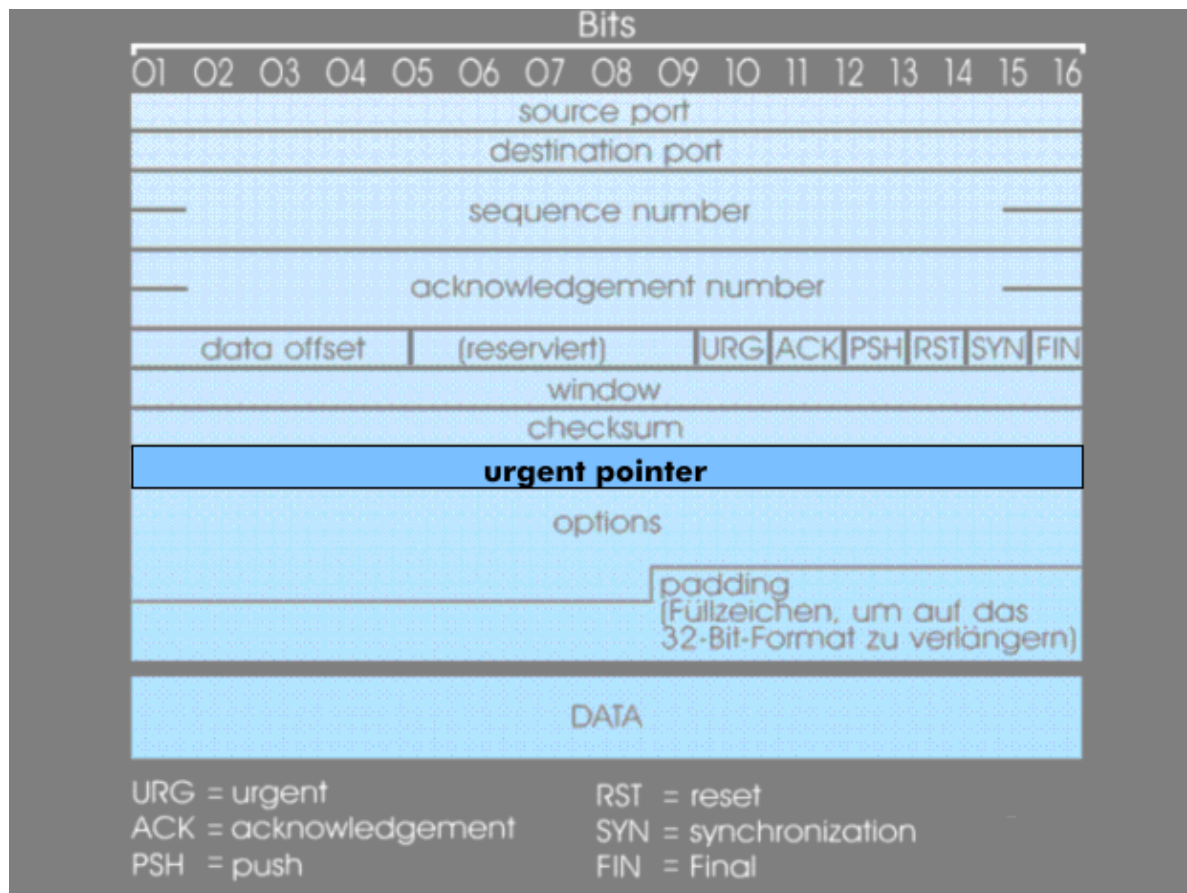 Bits
01 02 03 04 05 06 07 08 09 10 11 12 13 14 15 16
source port
destination port
sequence number
acknowledgement number
data offset (reserviert) URG ACK PSH RST SYN FIN
window
checksum
urgent pointer
options
padding
(Füllzeichen, um auf das
32-Bit-Format zu verlängern)
DATA
URG = urgent
ACK = acknowledgement
PSH = push
RST = reset
SYN = synchronization
FIN = Final